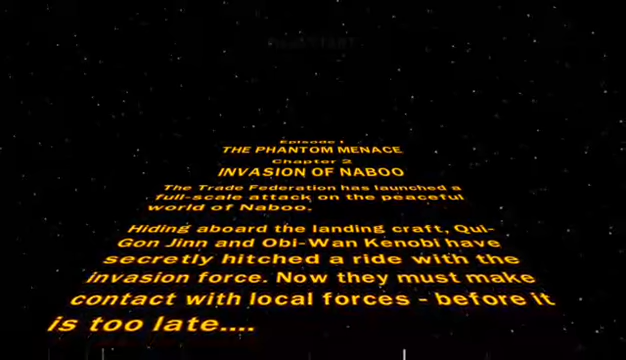 Episode I
THE PHANTOM MENACE
Chapter 2
INVASION OF NABOO
The Trade Federation has launched a
full-scale attack on the peaceful
world of Naboo.
Hiding aboard the landing craft, Qui-
Gon Jinn and Obi-Wan Kenobi have
secretly hitched a ride with the
invasion force. Now they must make
contact with local forces - before it
is too late....